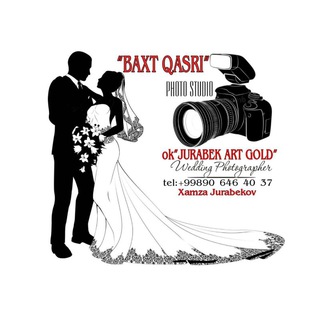 "BAXT QASRI"
PHOTO STUDIO
ok"JURABEK ART GOLD"
Wedding Photographer
tel:+99890 646 40 37
Xamza Jurabekov